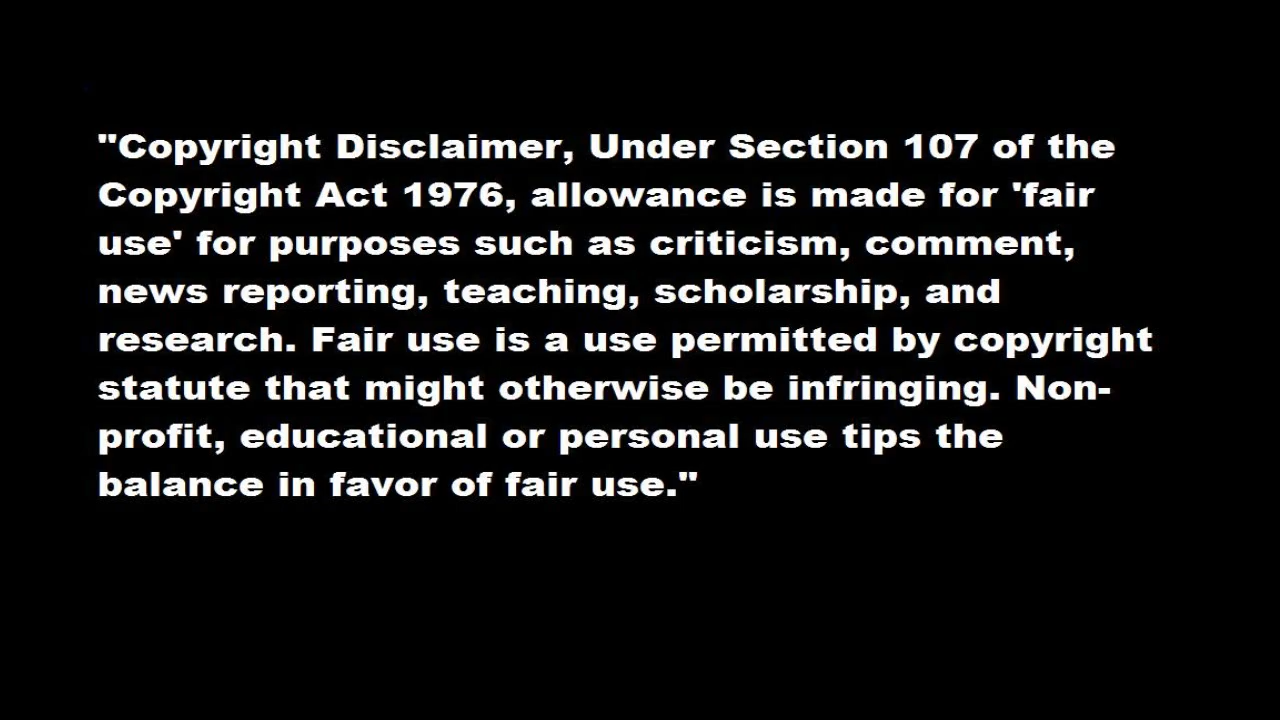 "Copyright Disclaimer, Under Section 107 of the
Copyright Act 1976, allowance is made for 'fair
use' for purposes such as criticism, comment,
news reporting, teaching, scholarship, and
research. Fair use is a use permitted by copyright
statute that might otherwise be infringing. Non-
profit, educational or personal use tips the
balance in favor of fair use."